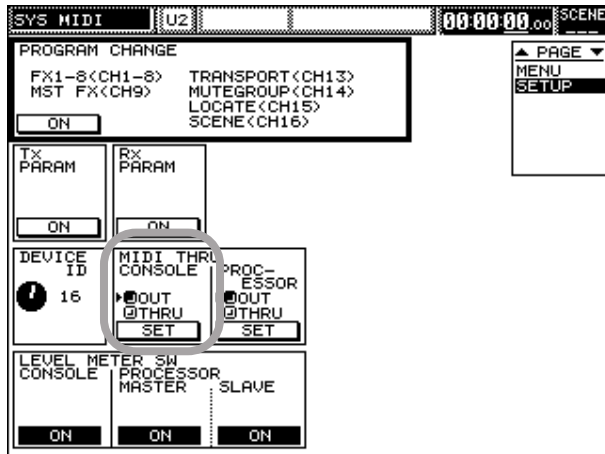 SYS MIDI U2 00:00:00.00 SCENE
---
PROGRAM CHANGE
FX1-8(CH1-8) TRANSPORT(CH13)
MST FX(CH9) MUTEGROUP(CH14)
LOCATE(CH15)
ON SCENE(CH16)
▲ PAGE ▼
MENU
SETUP
Tx
PARAM
ON
Rx
PARAM
ON
DEVICE
ID
16
MIDI THRU
CONSOLE
OUT
THRU
SET
PROC-
ESSOR
OUT
THRU
SET
LEVEL METER SW
CONSOLE PROCESSOR
MASTER SLAVE
ON ON ON